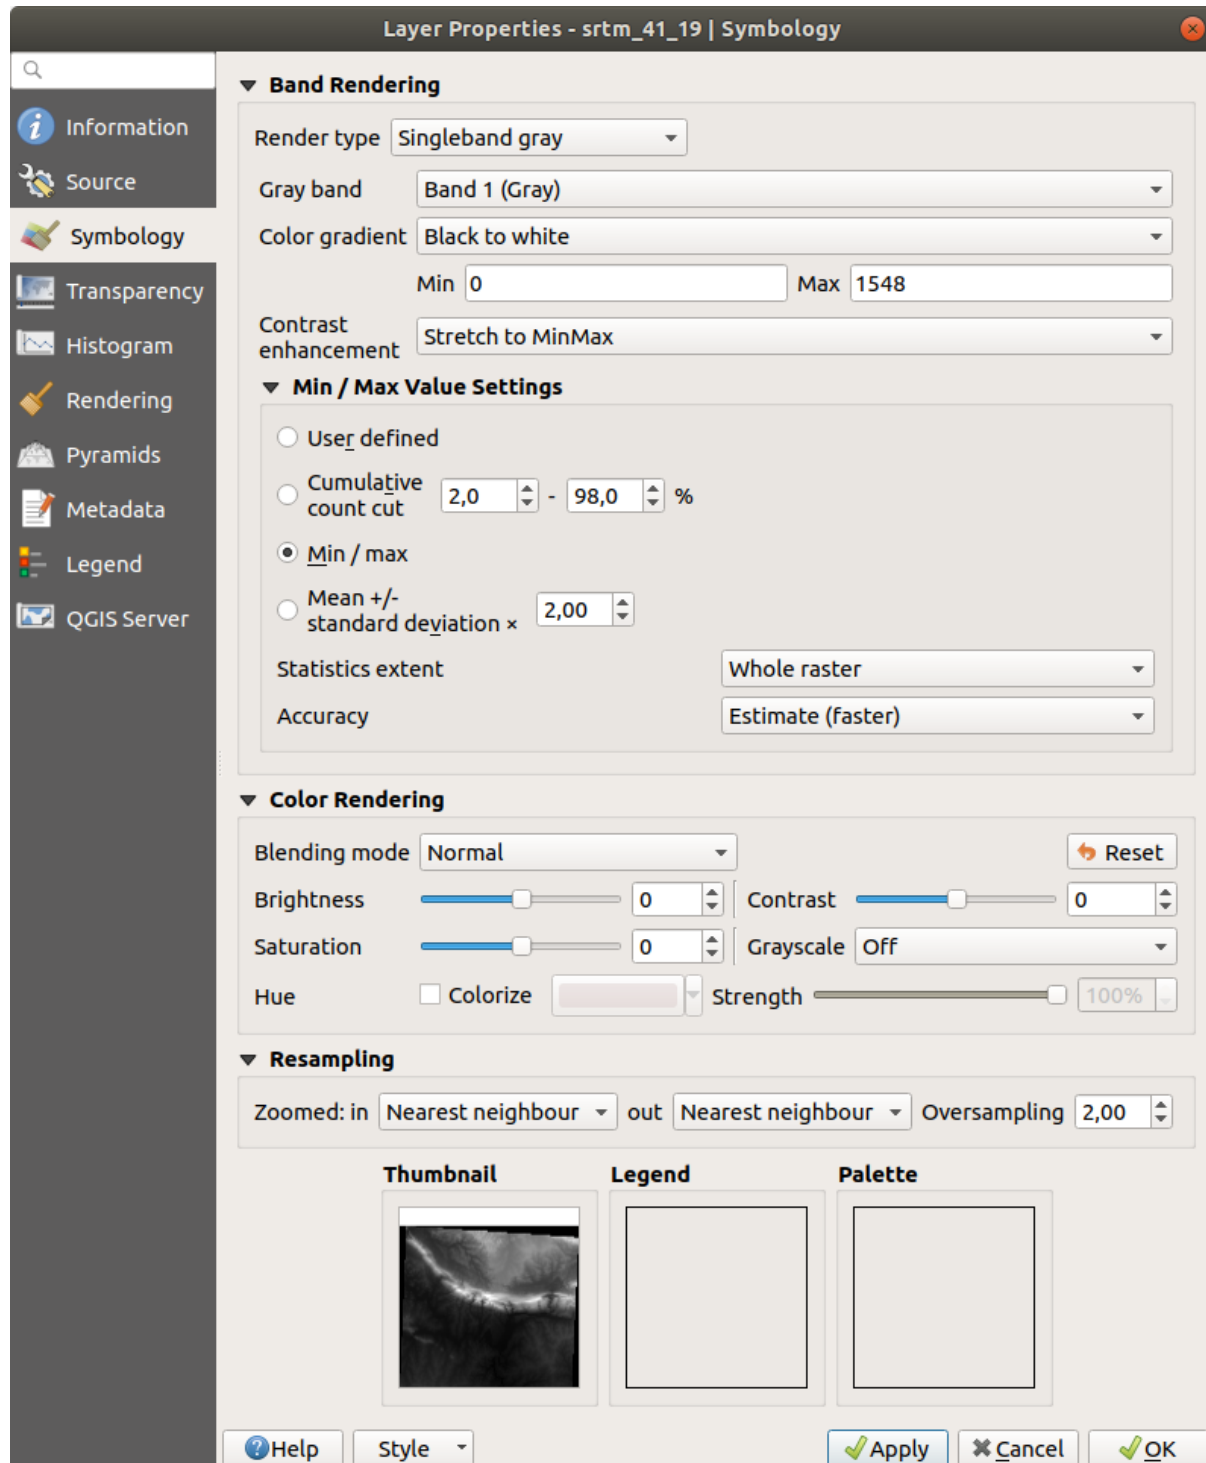 Layer Properties - srtm_41_19 | Symbology
Information
Source
Symbology
Transparency
Histogram
Rendering
Pyramids
Metadata
Legend
QGIS Server
Band Rendering
Render type Singleband gray
Gray band Band 1 (Gray)
Color gradient Black to white
Min 0 Max 1548
Contrast
enhancement Stretch to MinMax
Min / Max Value Settings
User defined
Cumulative
count cut 2,0 - 98,0 %
Min / max
Mean +/-
standard deviation × 2,00
Statistics extent Whole raster
Accuracy Estimate (faster)
Color Rendering
Blending mode Normal Reset
Brightness 0 Contrast 0
Saturation 0 Grayscale Off
Hue Colorize Strength 100%
Resampling
Zoomed: in Nearest neighbour out Nearest neighbour Oversampling 2,00
Thumbnail Legend Palette
Help Style Apply Cancel OK